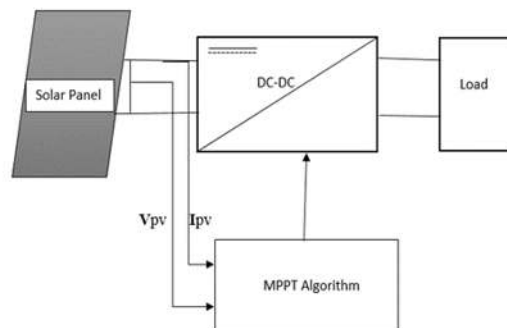 Solar Panel
DC-DC
Load
Vpv
Ipv
MPPT Algorithm